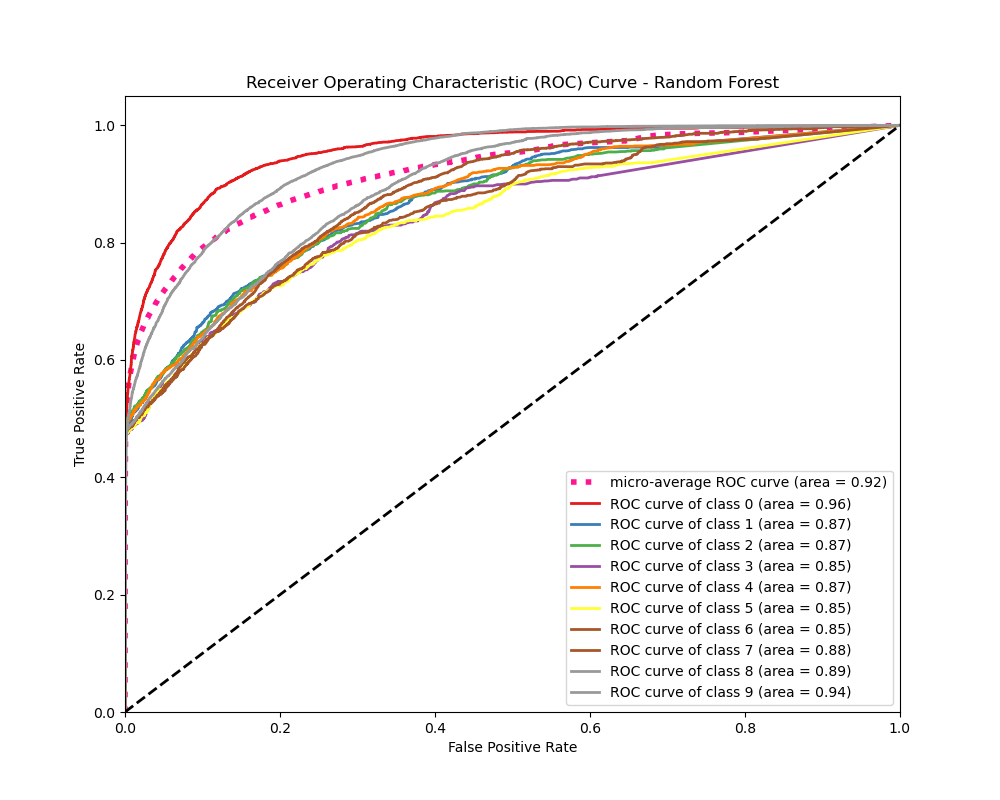 Receiver Operating Characteristic (ROC) Curve - Random Forest
1.0
0.8
0.6
0.4
0.2
0.0
True Positive Rate
0.0 0.2 0.4 0.6 0.8 1.0
False Positive Rate
micro-average ROC curve (area = 0.92)
ROC curve of class 0 (area = 0.96)
ROC curve of class 1 (area = 0.87)
ROC curve of class 2 (area = 0.87)
ROC curve of class 3 (area = 0.85)
ROC curve of class 4 (area = 0.87)
ROC curve of class 5 (area = 0.85)
ROC curve of class 6 (area = 0.85)
ROC curve of class 7 (area = 0.88)
ROC curve of class 8 (area = 0.89)
ROC curve of class 9 (area = 0.94)